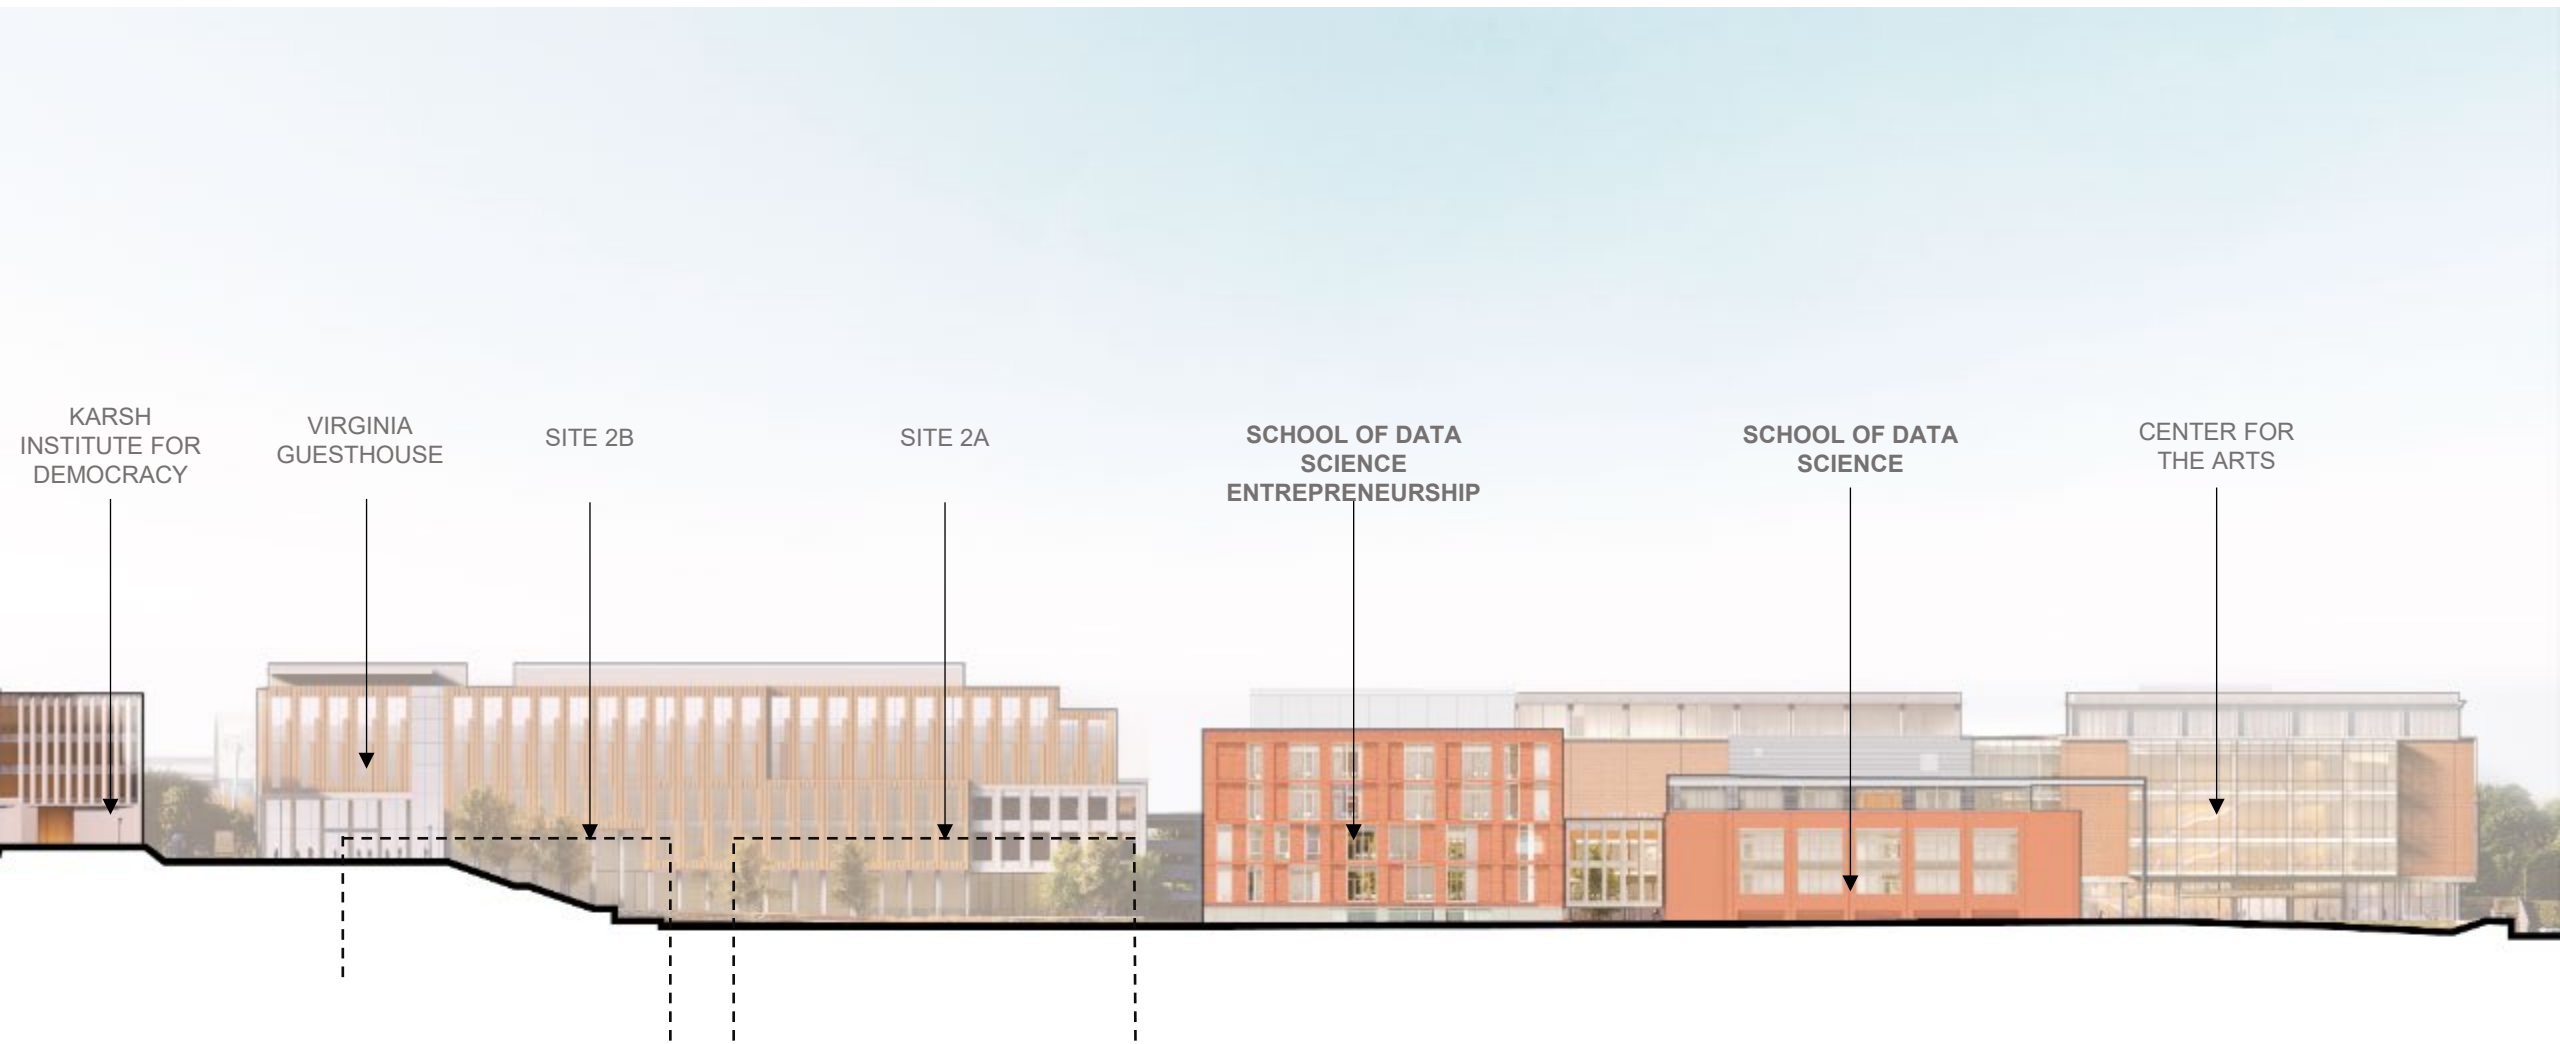 KARSH
INSTITUTE FOR
DEMOCRACY
VIRGINIA
GUESTHOUSE
SITE 2B
SITE 2A
SCHOOL OF DATA
SCIENCE
ENTREPRENEURSHIP
SCHOOL OF DATA
SCIENCE
CENTER FOR
THE ARTS